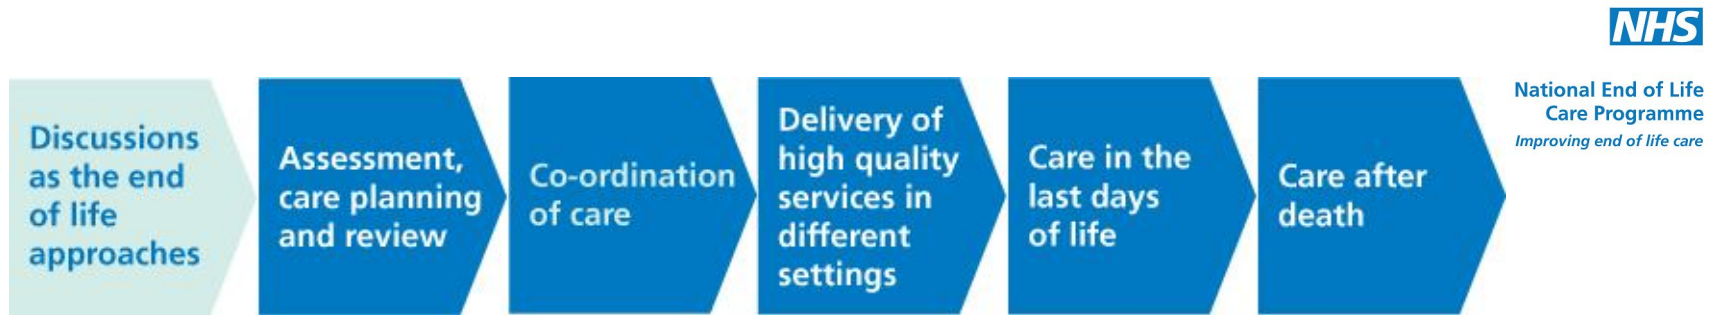 NHS
National End of Life
Care Programme
Improving end of life care
Discussions
as the end
of life
approaches
Assessment,
care planning
and review
Co-ordination
of care
Delivery of
high quality
services in
different
settings
Care in the
last days
of life
Care after
death